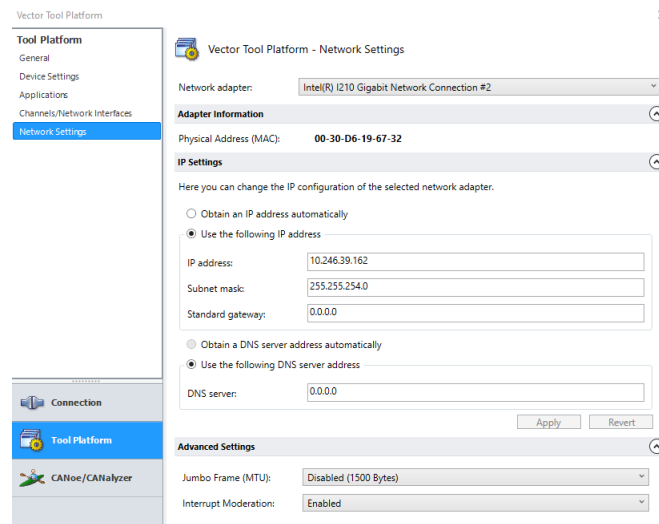 Vector Tool Platform
Tool Platform
General
Device Settings
Applications
Channels/Network Interfaces
Network Settings
Connection
Tool Platform
CANoe/CANalyzer
Vector Tool Platform - Network Settings
Network adapter: Intel(R) I210 Gigabit Network Connection #2
Adapter Information
Physical Address (MAC): 00-30-D6-19-67-32
IP Settings
Here you can change the IP configuration of the selected network adapter.
Obtain an IP address automatically
Use the following IP address
IP address: 10.246.39.162
Subnet mask: 255.255.254.0
Standard gateway: 0.0.0.0
Obtain a DNS server address automatically
Use the following DNS server address
DNS server: 0.0.0.0
Apply Revert
Advanced Settings
Jumbo Frame (MTU): Disabled (1500 Bytes)
Interrupt Moderation: Enabled